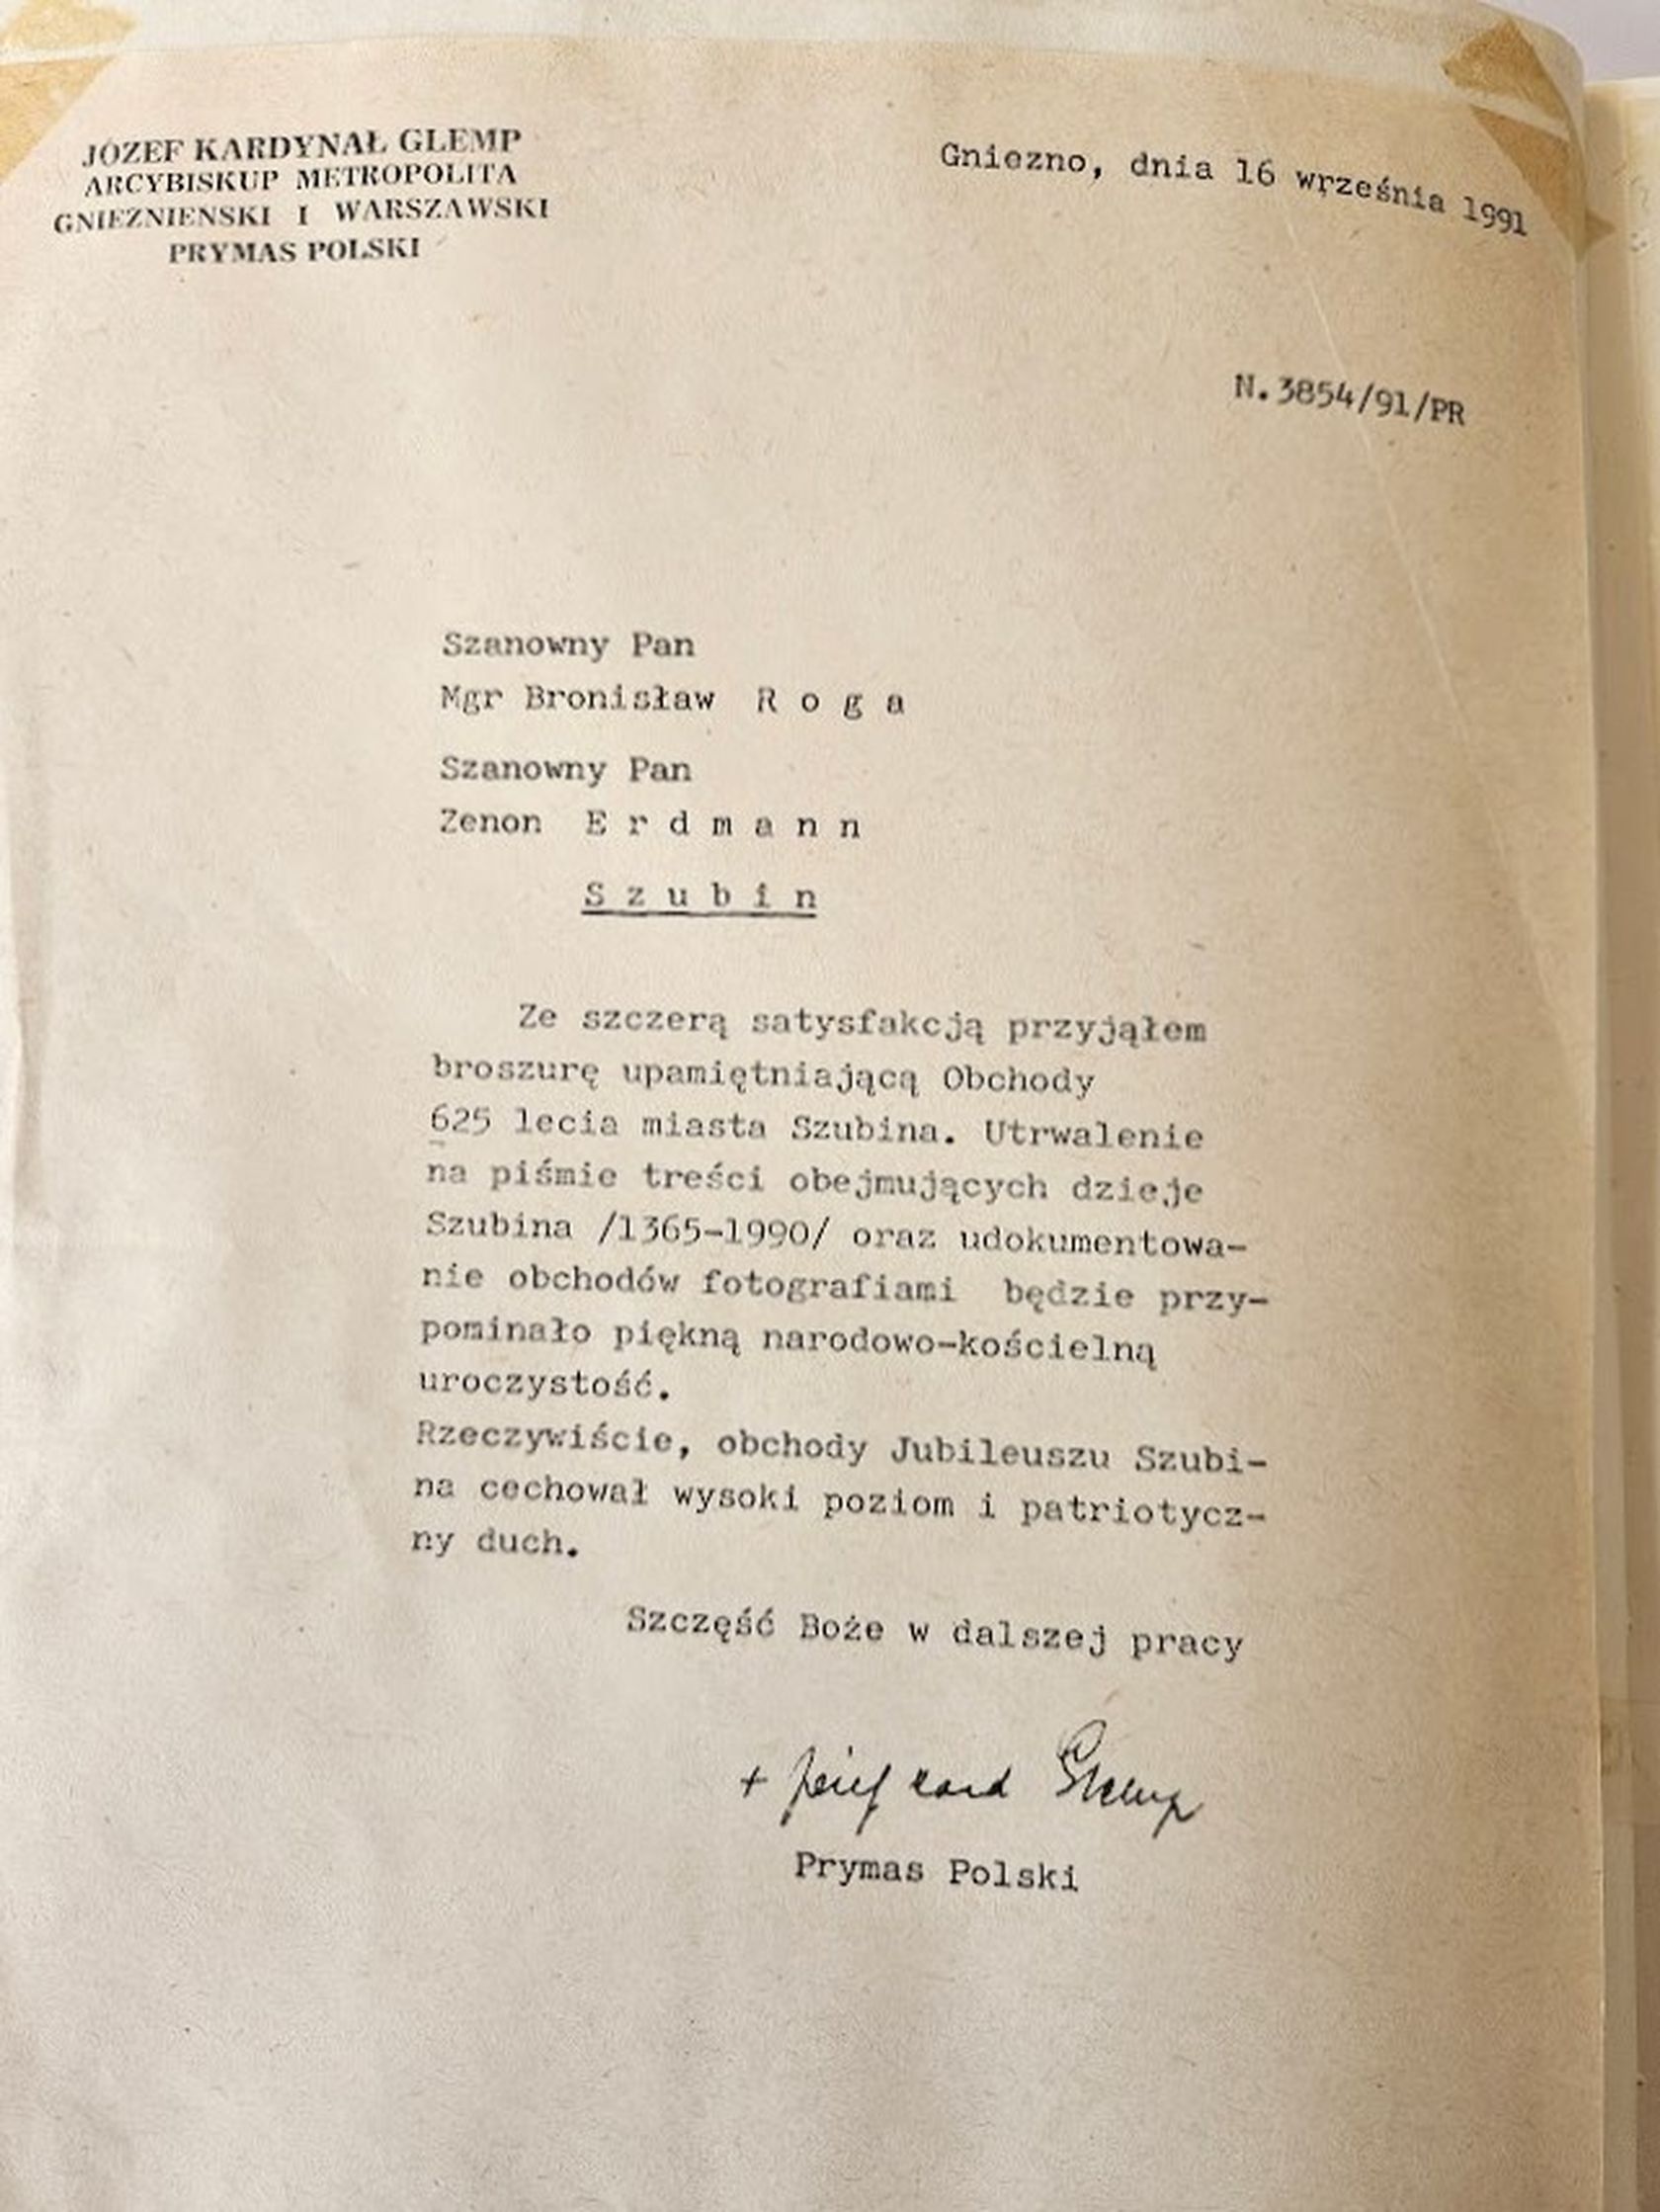 JÓZEF KARDYNAŁ GLEMP
ARCYBISKUP METROPOLITA
GNIEŹNIENSKI I WARSZAWSKI
PRYMAS POLSKI
Gniezno, dnia 16 września 1991
N.3854/91/PR
Szanowny Pan
Mgr Bronisław R o g a
Szanowny Pan
Zenon E r d m a n n
S z u b i n
Ze szczerą satysfakcją przyjąłem
broszurę upamiętniającą Obchody
625 lecia miasta Szubina. Utrwalenie
na piśmie treści obejmujących dzieje
Szubina /1365-1990/ oraz udokumentowa-
nie obchodów fotografiami będzie przy-
pominało piękną narodowo-kościelną
uroczystość.
Rzeczywiście, obchody Jubileuszu Szubi-
na cechował wysoki poziom i patriotycz-
ny duch.
Szczęść Boże w dalszej pracy
+ Józef kard Glemp
Prymas Polski